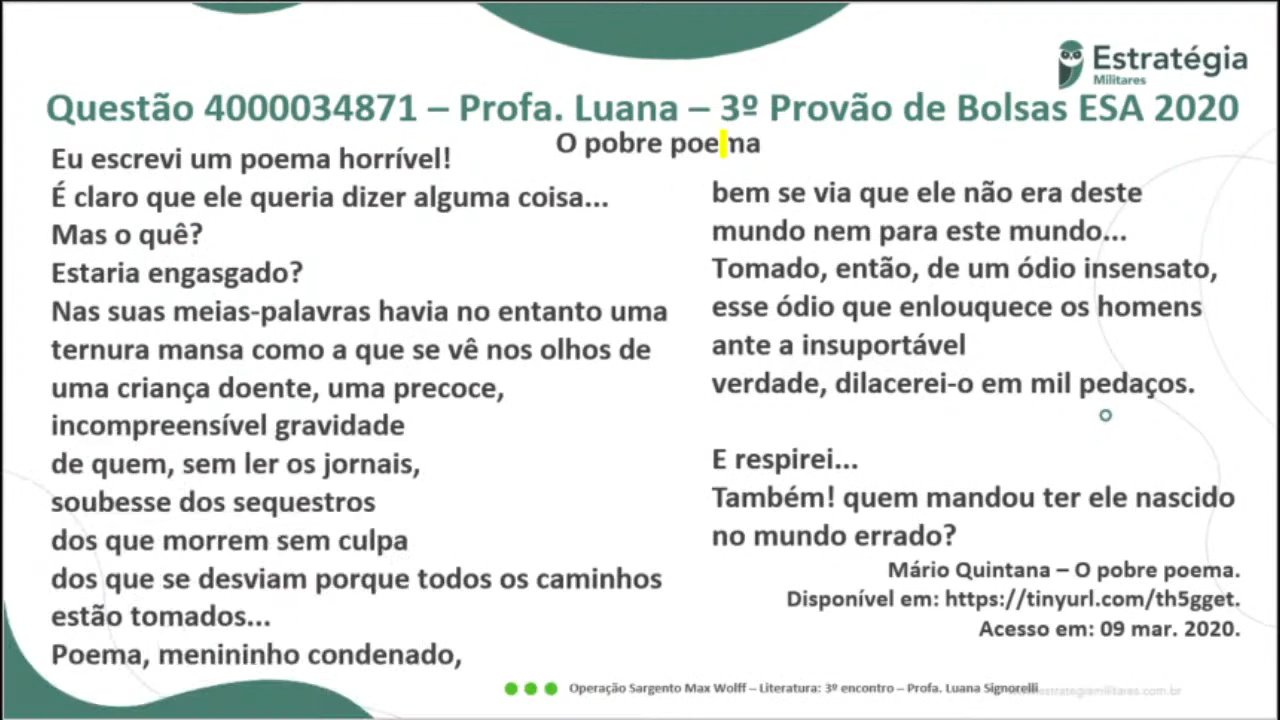 Estratégia
Militares
Questão 4000034871 – Profa. Luana – 3º Provão de Bolsas ESA 2020
O pobre poema
Eu escrevi um poema horrível!
É claro que ele queria dizer alguma coisa...
Mas o quê?
Estaria engasgado?
Nas suas meias-palavras havia no entanto uma
ternura mansa como a que se vê nos olhos de
uma criança doente, uma precoce,
incompreensível gravidade
de quem, sem ler os jornais,
soubesse dos sequestros
dos que morrem sem culpa
dos que se desviam porque todos os caminhos
estão tomados...
Poema, menininho condenado,
bem se via que ele não era deste
mundo nem para este mundo...
Tomado, então, de um ódio insensato,
esse ódio que enlouquece os homens
ante a insuportável
verdade, dilacerei-o em mil pedaços.
E respirei...
Também! quem mandou ter ele nascido
no mundo errado?
Mário Quintana – O pobre poema.
Disponível em: https://tinyurl.com/th5gget.
Acesso em: 09 mar. 2020.
Operação Sargento Max Wolff – Literatura: 3º encontro – Profa. Luana Signorelli